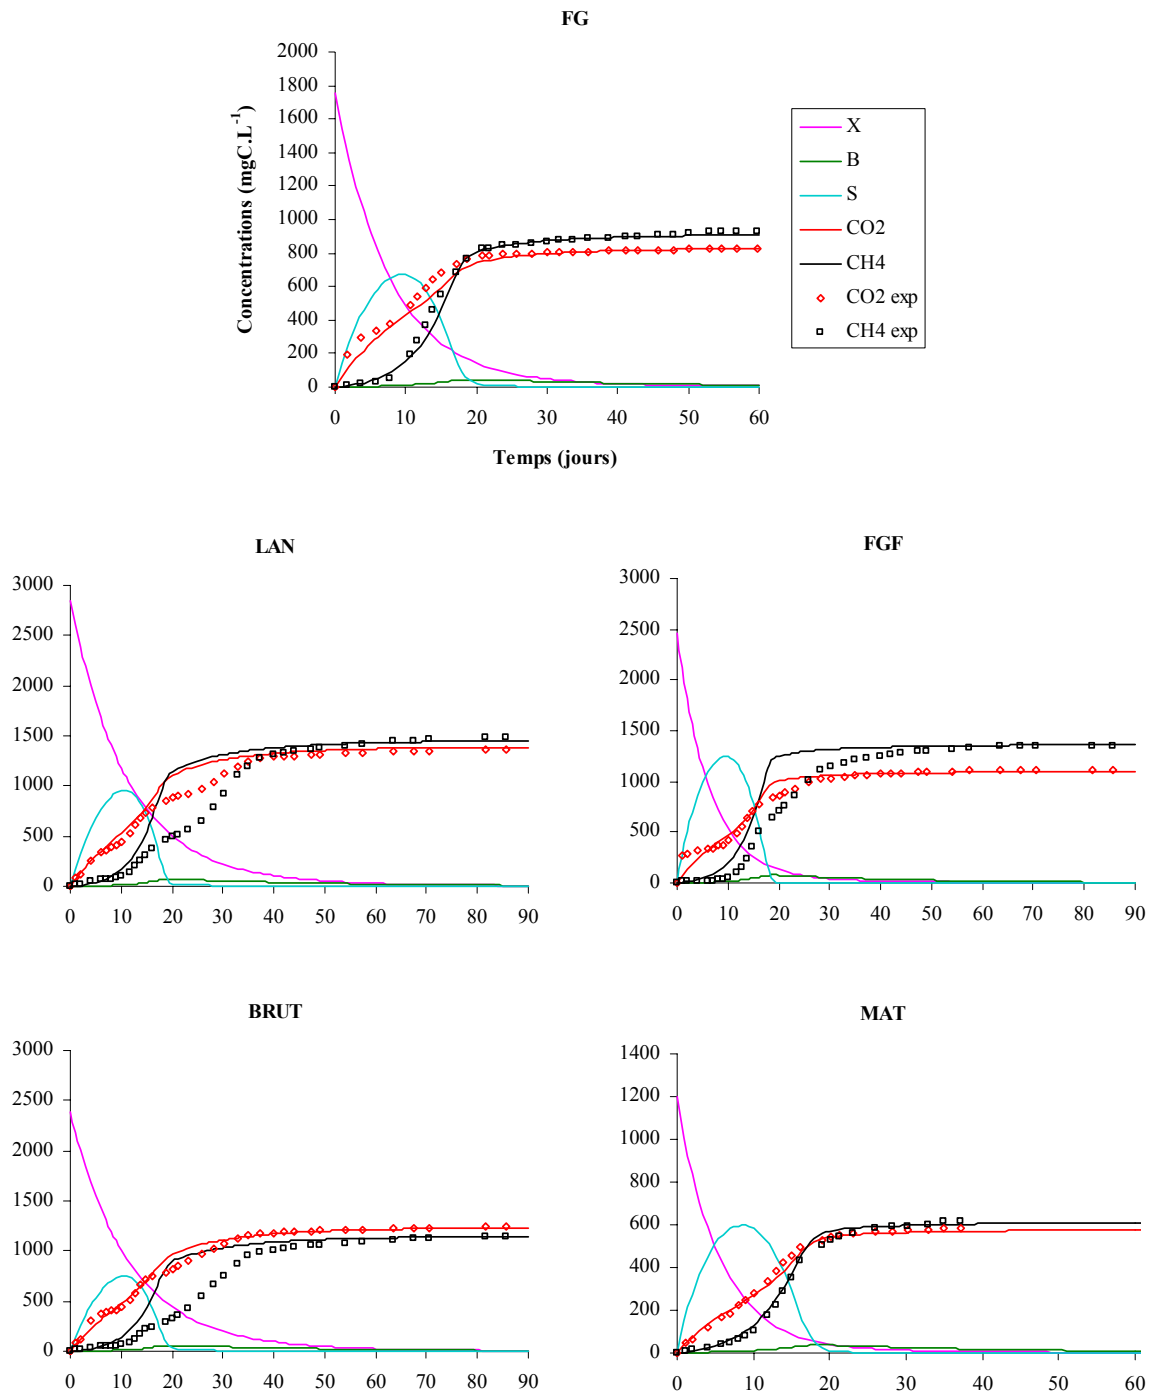 FG
Concentrations (mgC.L-1)
2000
1800
1600
1400
1200
1000
800
600
400
200
0
0 10 20 30 40 50 60
Temps (jours)
X
B
S
CO2
CH4
CO2 exp
CH4 exp
LAN
3000
2500
2000
1500
1000
500
0
0 10 20 30 40 50 60 70 80 90
FGF
3000
2500
2000
1500
1000
500
0
0 10 20 30 40 50 60 70 80 90
BRUT
3000
2500
2000
1500
1000
500
0
0 10 20 30 40 50 60 70 80 90
MAT
1400
1200
1000
800
600
400
200
0
0 10 20 30 40 50 60